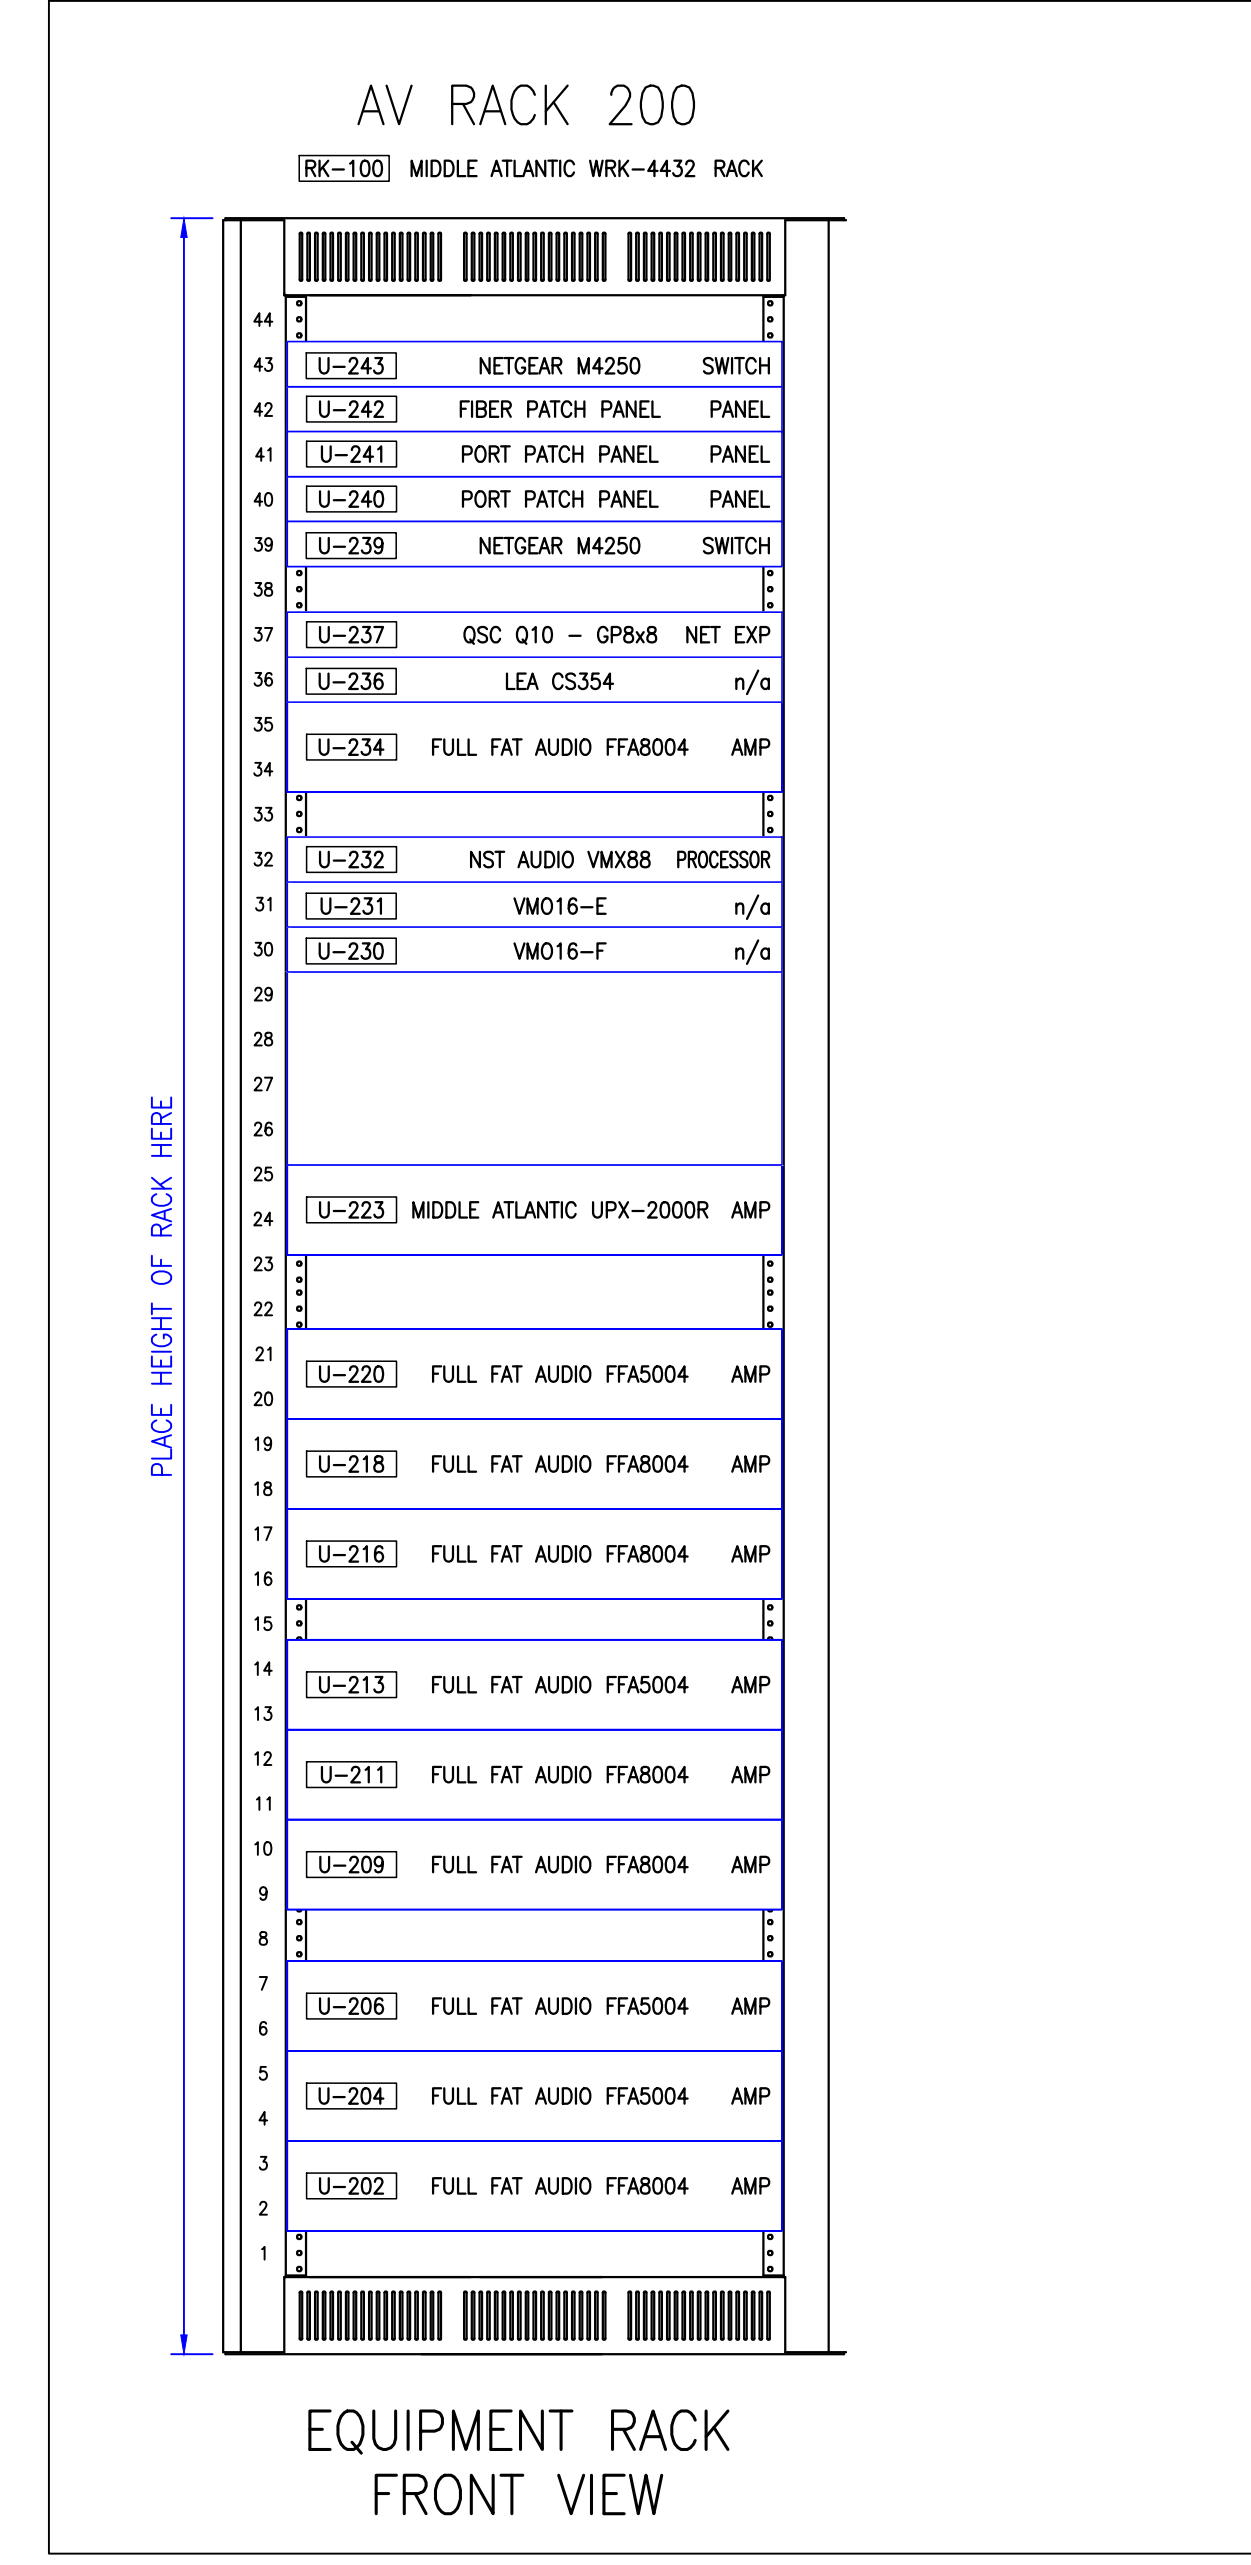 AV RACK 200
RK-100 MIDDLE ATLANTIC WRK-4432 RACK
44
43 U-243 NETGEAR M4250 SWITCH
42 U-242 FIBER PATCH PANEL PANEL
41 U-241 PORT PATCH PANEL PANEL
40 U-240 PORT PATCH PANEL PANEL
39 U-239 NETGEAR M4250 SWITCH
38
37 U-237 QSC Q10 - GP8x8 NET EXP
36 U-236 LEA CS354 n/a
35
U-234 FULL FAT AUDIO FFA8004 AMP
34
33
32 U-232 NST AUDIO VMX88 PROCESSOR
31 U-231 VMO16-E n/a
30 U-230 VMO16-F n/a
29
28
27
26
25
24 U-223 MIDDLE ATLANTIC UPX-2000R AMP
23
22
21
U-220 FULL FAT AUDIO FFA5004 AMP
20
19
U-218 FULL FAT AUDIO FFA8004 AMP
18
17
U-216 FULL FAT AUDIO FFA8004 AMP
16
15
14
U-213 FULL FAT AUDIO FFA5004 AMP
13
12
U-211 FULL FAT AUDIO FFA8004 AMP
11
10
U-209 FULL FAT AUDIO FFA8004 AMP
9
8
7
U-206 FULL FAT AUDIO FFA5004 AMP
6
5
U-204 FULL FAT AUDIO FFA5004 AMP
4
3
U-202 FULL FAT AUDIO FFA8004 AMP
2
1
PLACE HEIGHT OF RACK HERE
EQUIPMENT RACK
FRONT VIEW